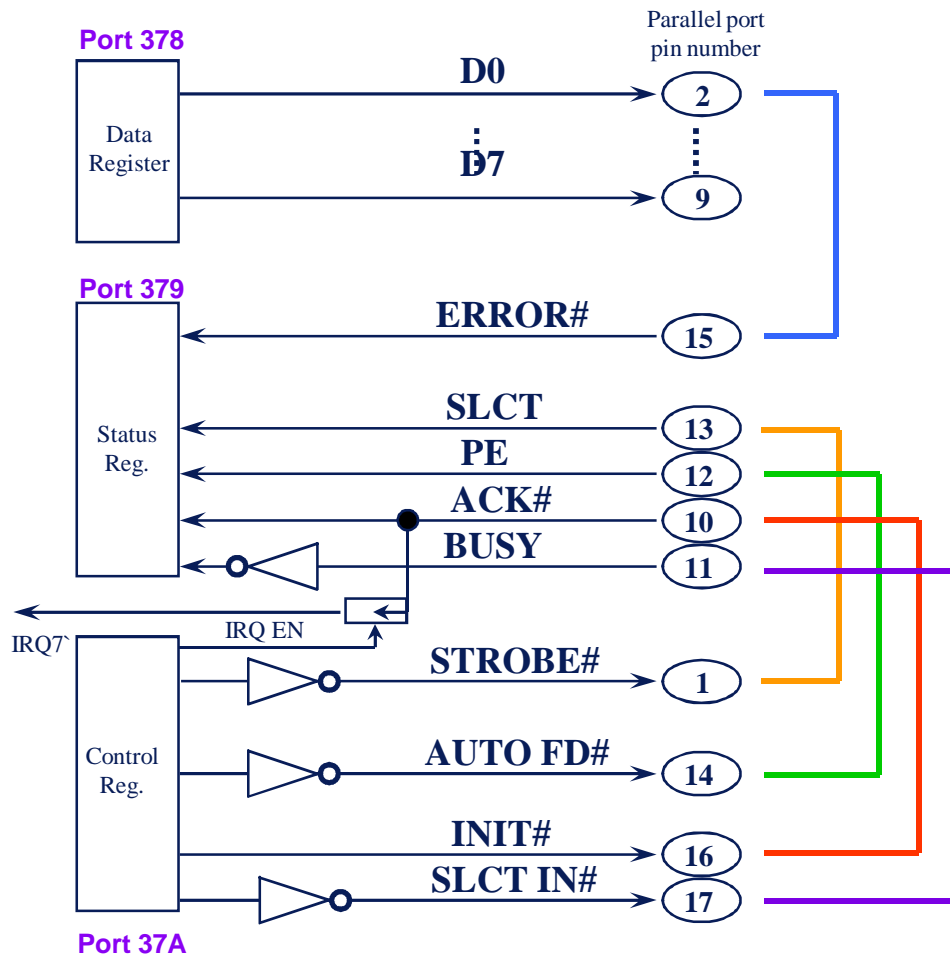 Parallel port
pin number
Port 378
Data
Register
D0
2
D7
9
Port 379
Status
Reg.
ERROR#
15
SLCT
13
PE
12
ACK#
10
BUSY
11
IRQ7`
IRQ EN
Control
Reg.
STROBE#
1
AUTO FD#
14
INIT#
16
SLCT IN#
17
Port 37A